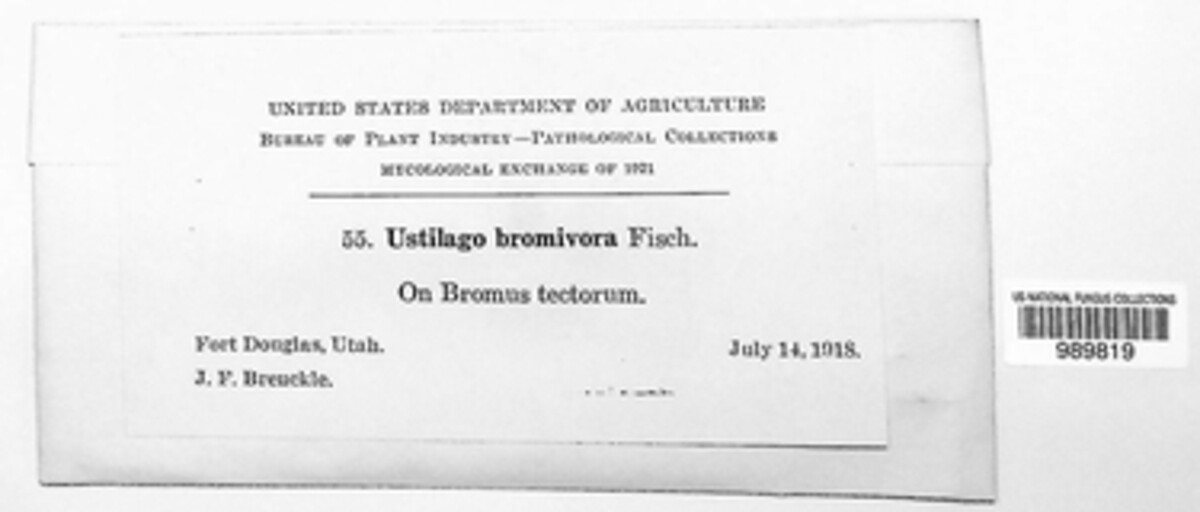 UNITED STATES DEPARTMENT OF AGRICULTURE
BUREAU OF PLANT INDUSTRY—PATHOLOGICAL COLLECTIONS
MYCOLOGICAL EXCHANGE OF 1921
55. Ustilago bromivora Fisch.
On Bromus tectorum.
Fort Douglas, Utah.
July 14, 1918.
J. F. Breuckle.
US NATIONAL FUNGUS COLLECTIONS
989819